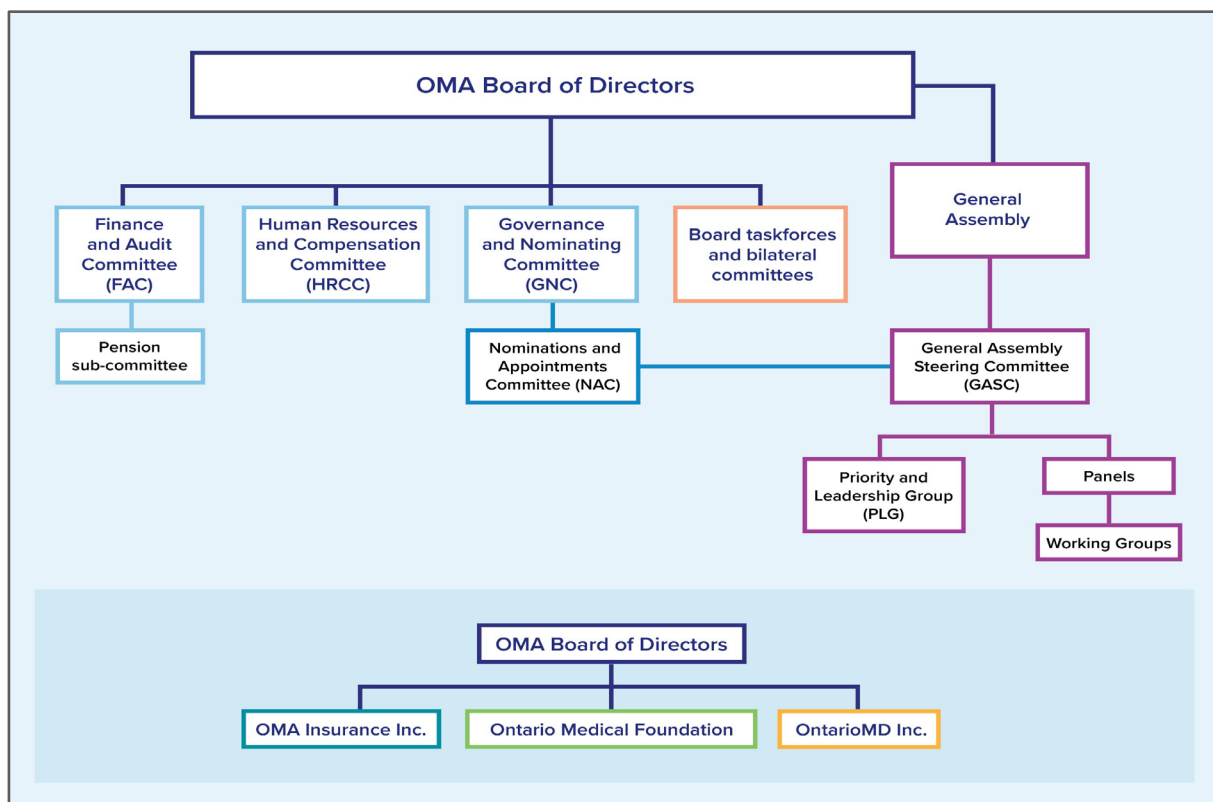 OMA Board of Directors
Finance
and Audit
Committee
(FAC)
Human Resources
and Compensation
Committee
(HRCC)
Governance
and Nominating
Committee
(GNC)
Board taskforces
and bilateral
committees
General
Assembly
Pension
sub-committee
Nominations and
Appointments
Committee (NAC)
General Assembly
Steering Committee
(GASC)
Priority and
Leadership Group
(PLG)
Panels
Working Groups
OMA Board of Directors
OMA Insurance Inc.
Ontario Medical Foundation
OntarioMD Inc.